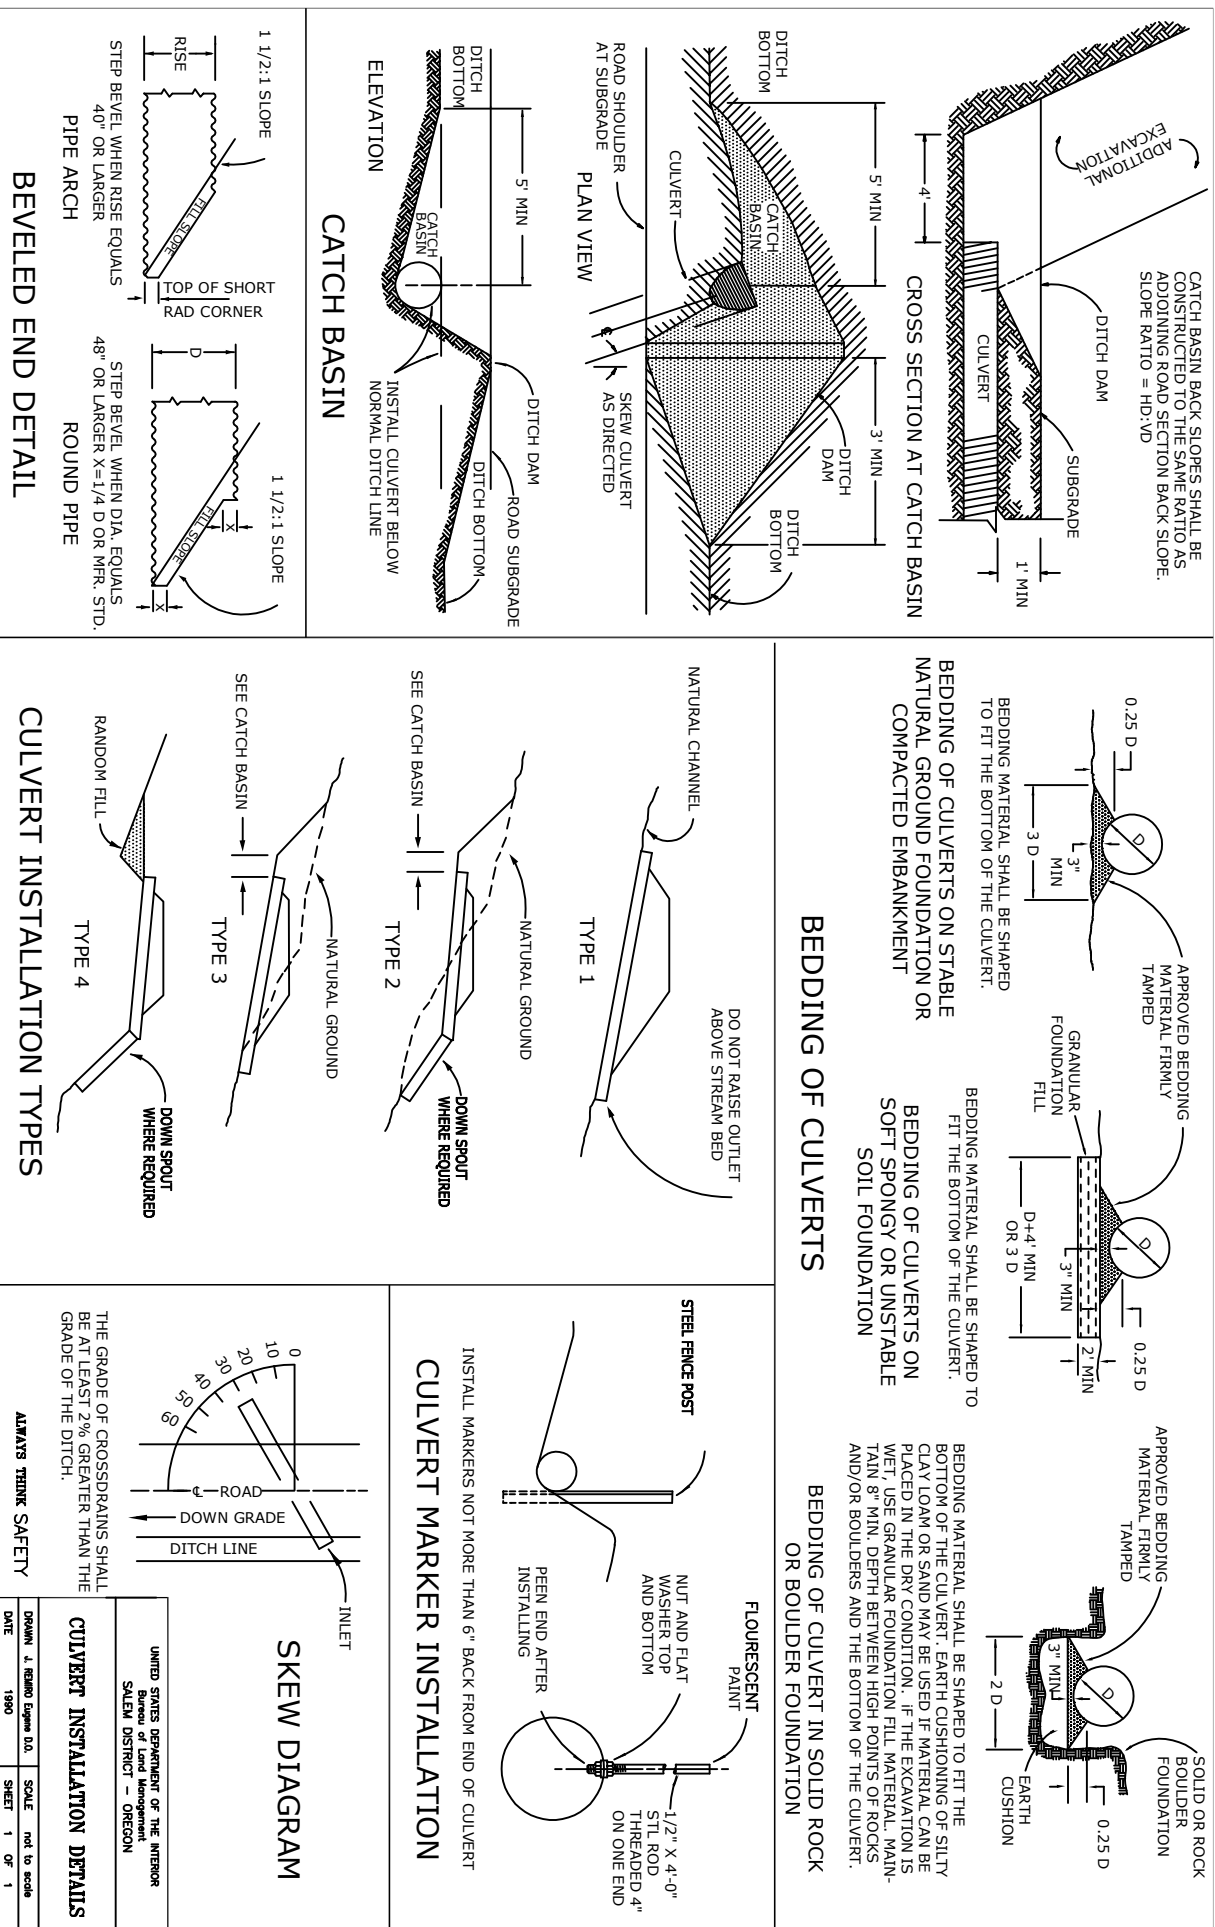 CATCH BASIN BACK SLOPES SHALL BE
CONSTRUCTED TO THE SAME RATIO AS
ADJOINING ROAD SECTION BACK SLOPE.
SLOPE RATIO = HD:VD
ADDITIONAL
EXCAVATION
DITCH DAM
SUBGRADE
CULVERT
4'
1' MIN
CROSS SECTION AT CATCH BASIN
DITCH
BOTTOM
5' MIN
3' MIN
CATCH
BASIN
DITCH
DAM
DITCH
BOTTOM
CULVERT
℄
SKEW CULVERT
AS DIRECTED
ROAD SHOULDER
AT SUBGRADE
PLAN VIEW
DITCH
BOTTOM
5' MIN
DITCH DAM
ROAD SUBGRADE
CATCH
BASIN
DITCH BOTTOM
INSTALL CULVERT BELOW
NORMAL DITCH LINE
ELEVATION
CATCH BASIN
1 1/2:1 SLOPE
RISE
FILL SLOPE
TOP OF SHORT
RAD CORNER
STEP BEVEL WHEN RISE EQUALS
40" OR LARGER
PIPE ARCH
1 1/2:1 SLOPE
D
FILL SLOPE
X
X
STEP BEVEL WHEN DIA. EQUALS
48" OR LARGER X=1/4 D OR MFR. STD.
ROUND PIPE
BEVELED END DETAIL
0.25 D
D
3"
MIN
3 D
APPROVED BEDDING
MATERIAL FIRMLY
TAMPED
BEDDING MATERIAL SHALL BE SHAPED
TO FIT THE BOTTOM OF THE CULVERT.
BEDDING OF CULVERTS ON STABLE
NATURAL GROUND FOUNDATION OR
COMPACTED EMBANKMENT
GRANULAR
FOUNDATION
FILL
D
0.25 D
3" MIN
2' MIN
D+4' MIN
OR 3 D
BEDDING MATERIAL SHALL BE SHAPED TO
FIT THE BOTTOM OF THE CULVERT.
BEDDING OF CULVERTS ON
SOFT SPONGY OR UNSTABLE
SOIL FOUNDATION
APPROVED BEDDING
MATERIAL FIRMLY
TAMPED
SOLID OR ROCK
BOULDER
FOUNDATION
D
0.25 D
3" MIN
EARTH
CUSHION
2 D
BEDDING MATERIAL SHALL BE SHAPED TO FIT THE
BOTTOM OF THE CULVERT. EARTH CUSHIONING OF SILTY
CLAY LOAM OR SAND MAY BE USED IF MATERIAL CAN BE
PLACED IN THE DRY CONDITION. IF THE EXCAVATION IS
WET, USE GRANULAR FOUNDATION FILL MATERIAL. MAIN-
TAIN 8" MIN. DEPTH BETWEEN HIGH POINTS OF ROCKS
AND/OR BOULDERS AND THE BOTTOM OF THE CULVERT.
BEDDING OF CULVERT IN SOLID ROCK
OR BOULDER FOUNDATION
BEDDING OF CULVERTS
NATURAL CHANNEL
DO NOT RAISE OUTLET
ABOVE STREAM BED
TYPE 1
SEE CATCH BASIN
NATURAL GROUND
DOWN SPOUT
WHERE REQUIRED
TYPE 2
SEE CATCH BASIN
NATURAL GROUND
TYPE 3
RANDOM FILL
DOWN SPOUT
WHERE REQUIRED
TYPE 4
CULVERT INSTALLATION TYPES
STEEL FENCE POST
FLOURESCENT
PAINT
NUT AND FLAT
WASHER TOP
AND BOTTOM
1/2" X 4'-0"
STL ROD
THREADED 4"
ON ONE END
PEEN END AFTER
INSTALING
INSTALL MARKERS NOT MORE THAN 6" BACK FROM END OF CULVERT
CULVERT MARKER INSTALLATION
0
10
20
30
40
50
60
℄ ROAD
DOWN GRADE
DITCH LINE
INLET
SKEW DIAGRAM
THE GRADE OF CROSSDRAINS SHALL
BE AT LEAST 2% GREATER THAN THE
GRADE OF THE DITCH.
ALWAYS THINK SAFETY
UNITED STATES DEPARTMENT OF THE INTERIOR
Bureau of Land Management
SALEM DISTRICT - OREGON
CULVERT INSTALLATION DETAILS
DRAWN J. REMIRO Eugene D.O.
SCALE not to scale
DATE 1990
SHEET 1 OF 1